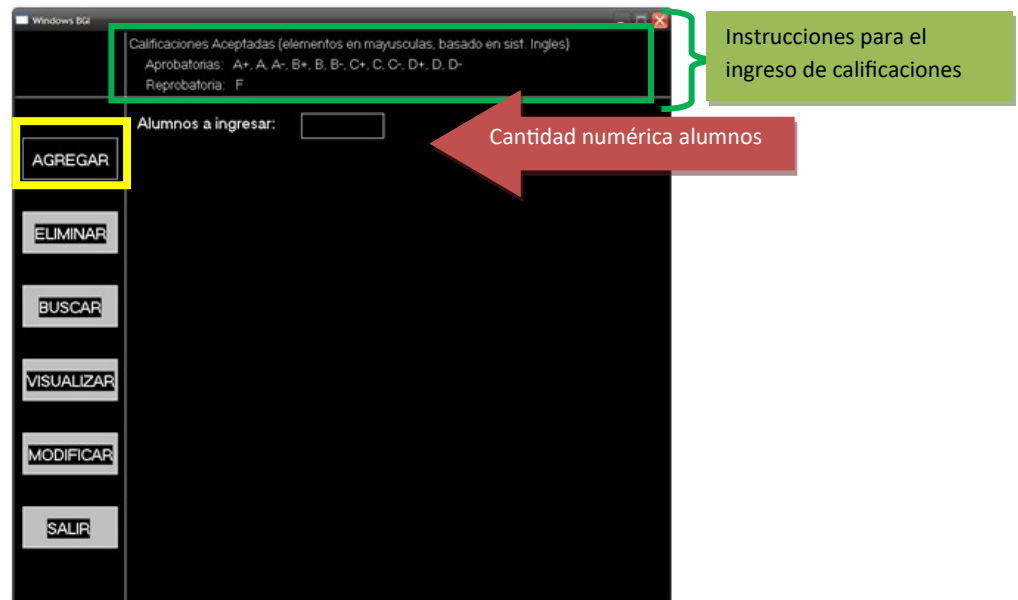 Windows BGI
Calificaciones Aceptadas (elementos en mayusculas, basado en sist. Ingles)
Aprobatorias: A+, A, A-, B+, B, B-, C+, C, C-, D+, D, D-
Reprobatoria: F
Instrucciones para el
ingreso de calificaciones
Alumnos a ingresar:
Cantidad numérica alumnos
AGREGAR
ELIMINAR
BUSCAR
VISUALIZAR
MODIFICAR
SALIR